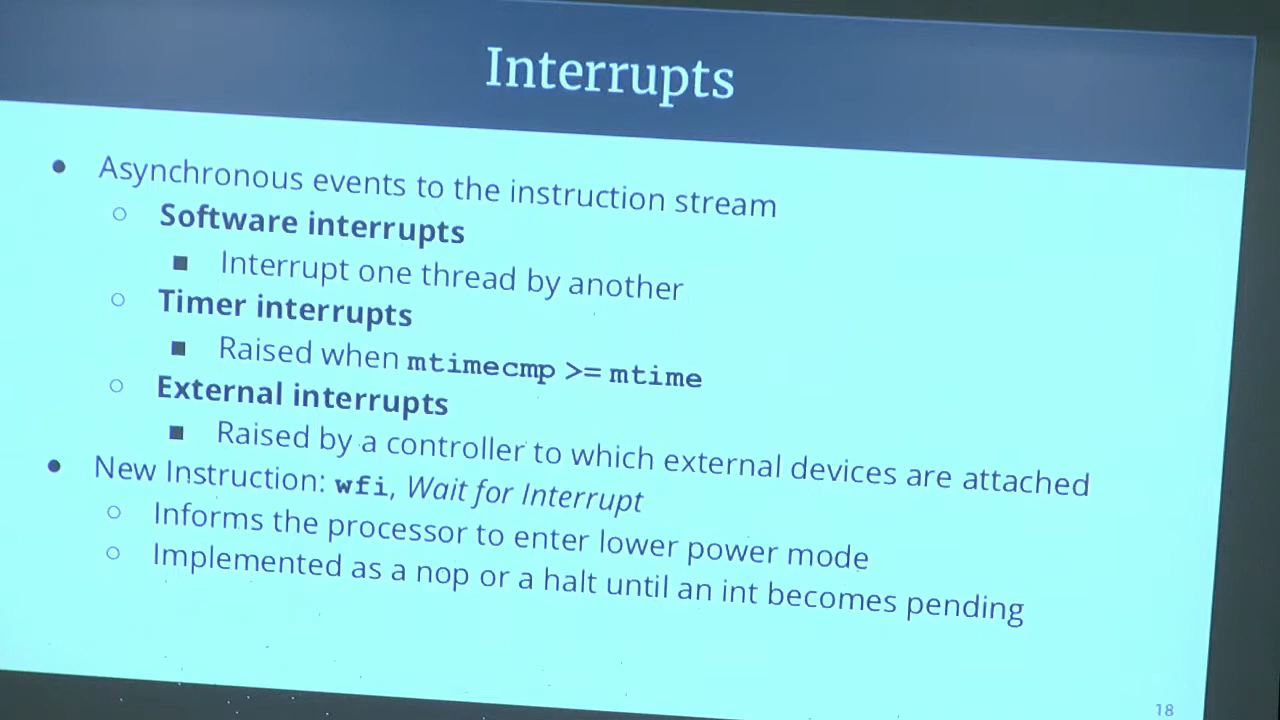 Interrupts
● Asynchronous events to the instruction stream
○ Software interrupts
■ Interrupt one thread by another
○ Timer interrupts
■ Raised when mtimecmp >= mtime
○ External interrupts
■ Raised by a controller to which external devices are attached
● New Instruction: wfi, Wait for Interrupt
○ Informs the processor to enter lower power mode
○ Implemented as a nop or a halt until an int becomes pending
18